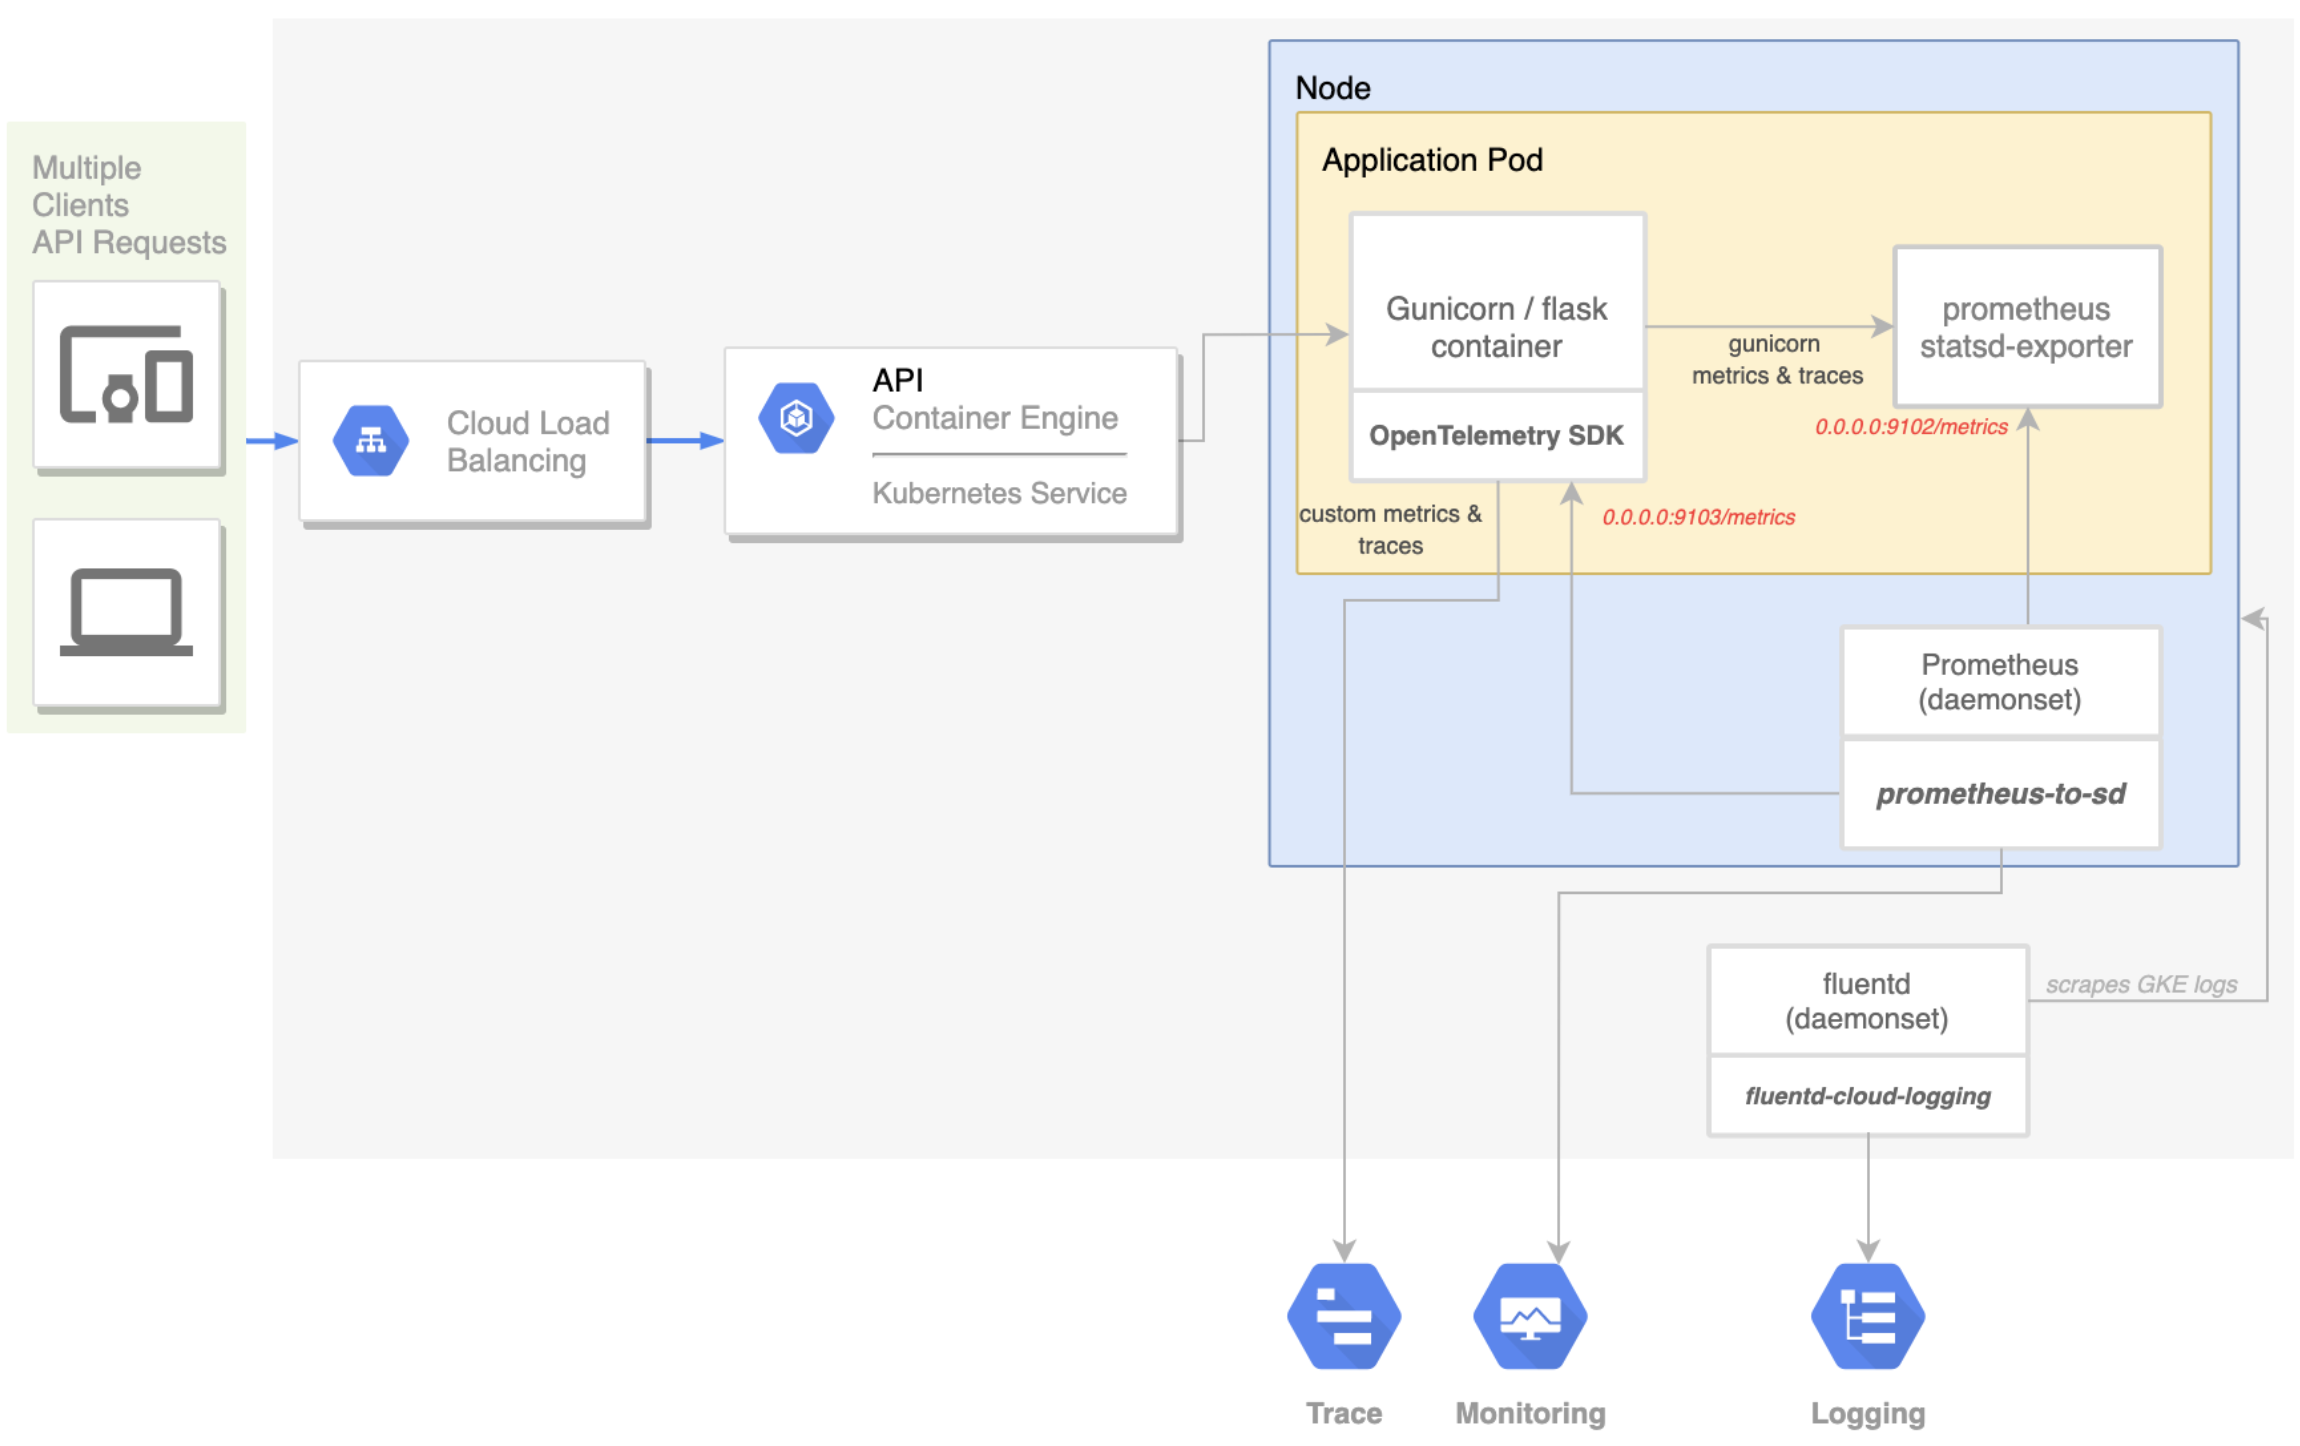 Multiple
Clients
API Requests
Cloud Load
Balancing
API
Container Engine
Kubernetes Service
Node
Application Pod
Gunicorn / flask
container
OpenTelemetry SDK
gunicorn
metrics & traces
prometheus
statsd-exporter
0.0.0.0:9102/metrics
custom metrics &
traces
0.0.0.0:9103/metrics
Prometheus
(daemonset)
prometheus-to-sd
fluentd
(daemonset)
scrapes GKE logs
fluentd-cloud-logging
Trace
Monitoring
Logging